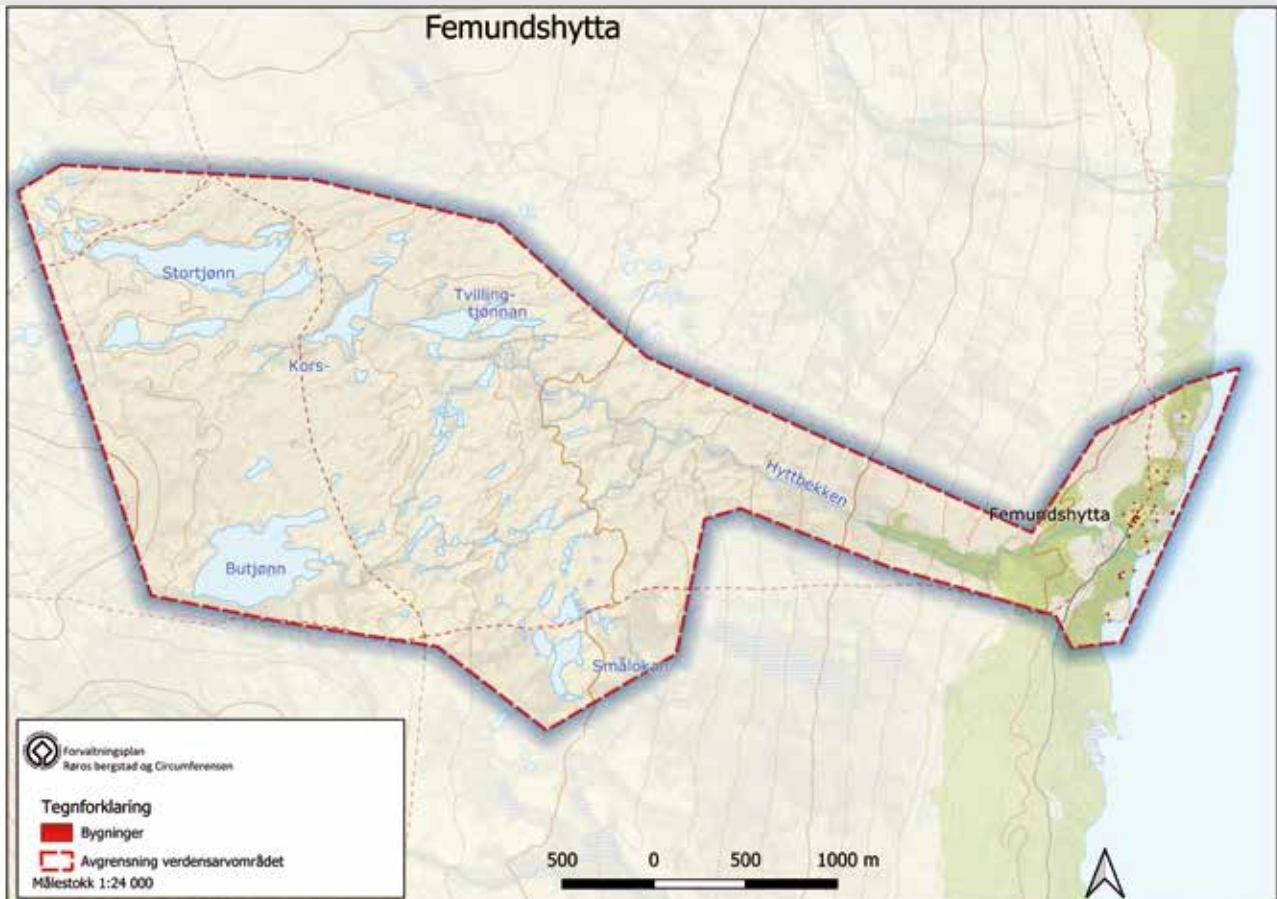 Femundshytta
Stortjønn
Tvilling-
tjønnan
Kors-
Hyttbekken
Femundshytta
Butjønn
Smålokan
Forvaltningsplan
Røros bergstad og Circumferensen
Tegnforklaring
Bygninger
Avgrensning verdensarvområdet
Målestokk 1:24 000
500 0 500 1000 m